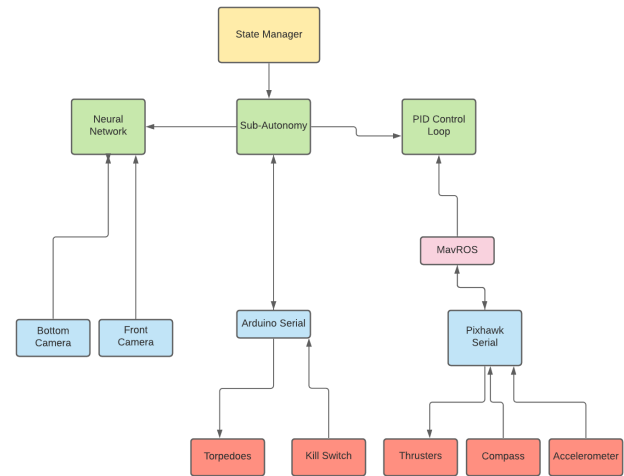 State Manager
Neural
Network
Sub-Autonomy
PID Control
Loop
MavROS
Bottom
Camera
Front
Camera
Arduino Serial
Pixhawk
Serial
Torpedoes
Kill Switch
Thrusters
Compass
Accelerometer